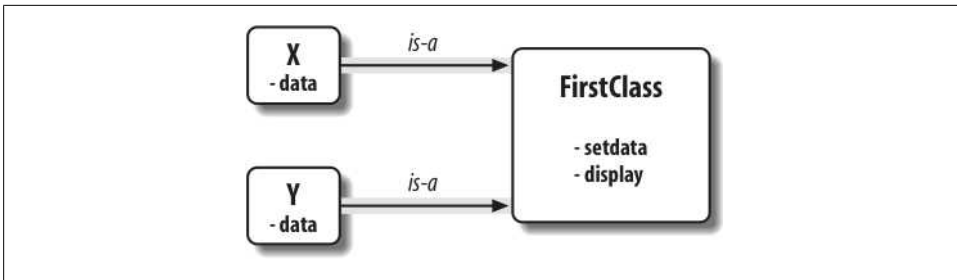 X
- data
is-a
FirstClass
- setdata
- display
Y
- data
is-a